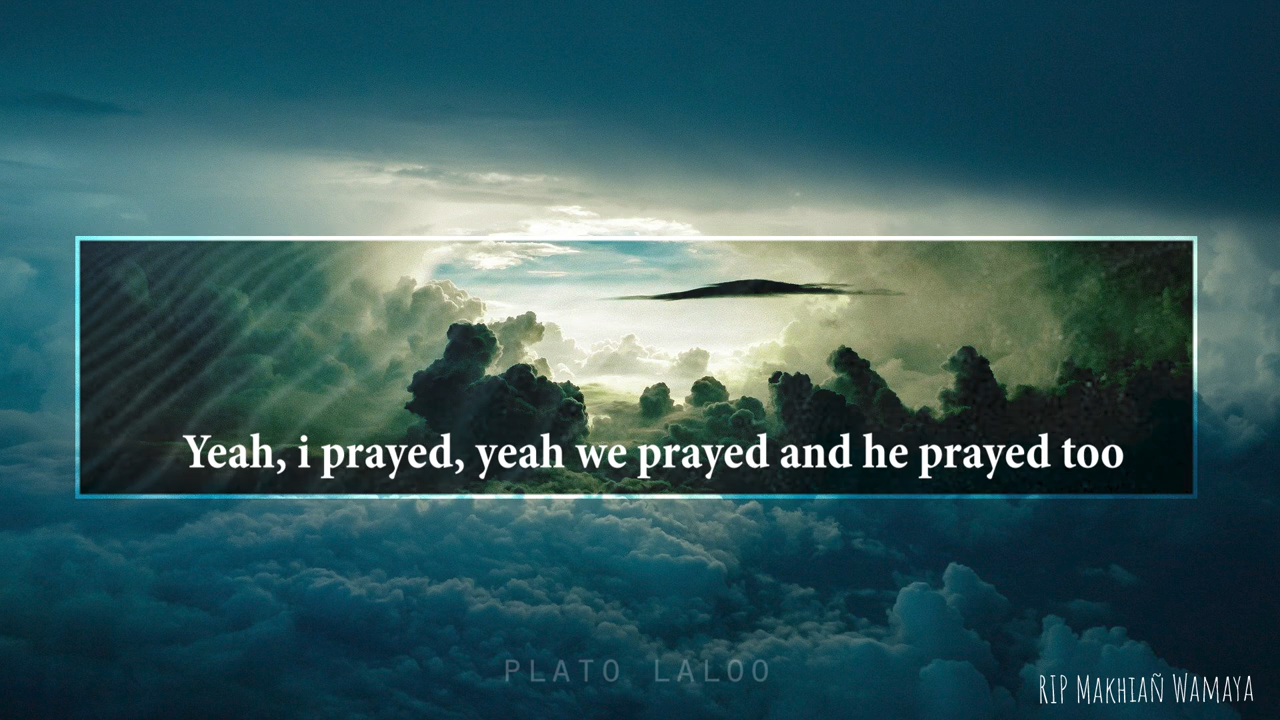 Yeah, i prayed, yeah we prayed and he prayed too
PLATO LALOO
RIP MAKHIAÑ WAMAYA